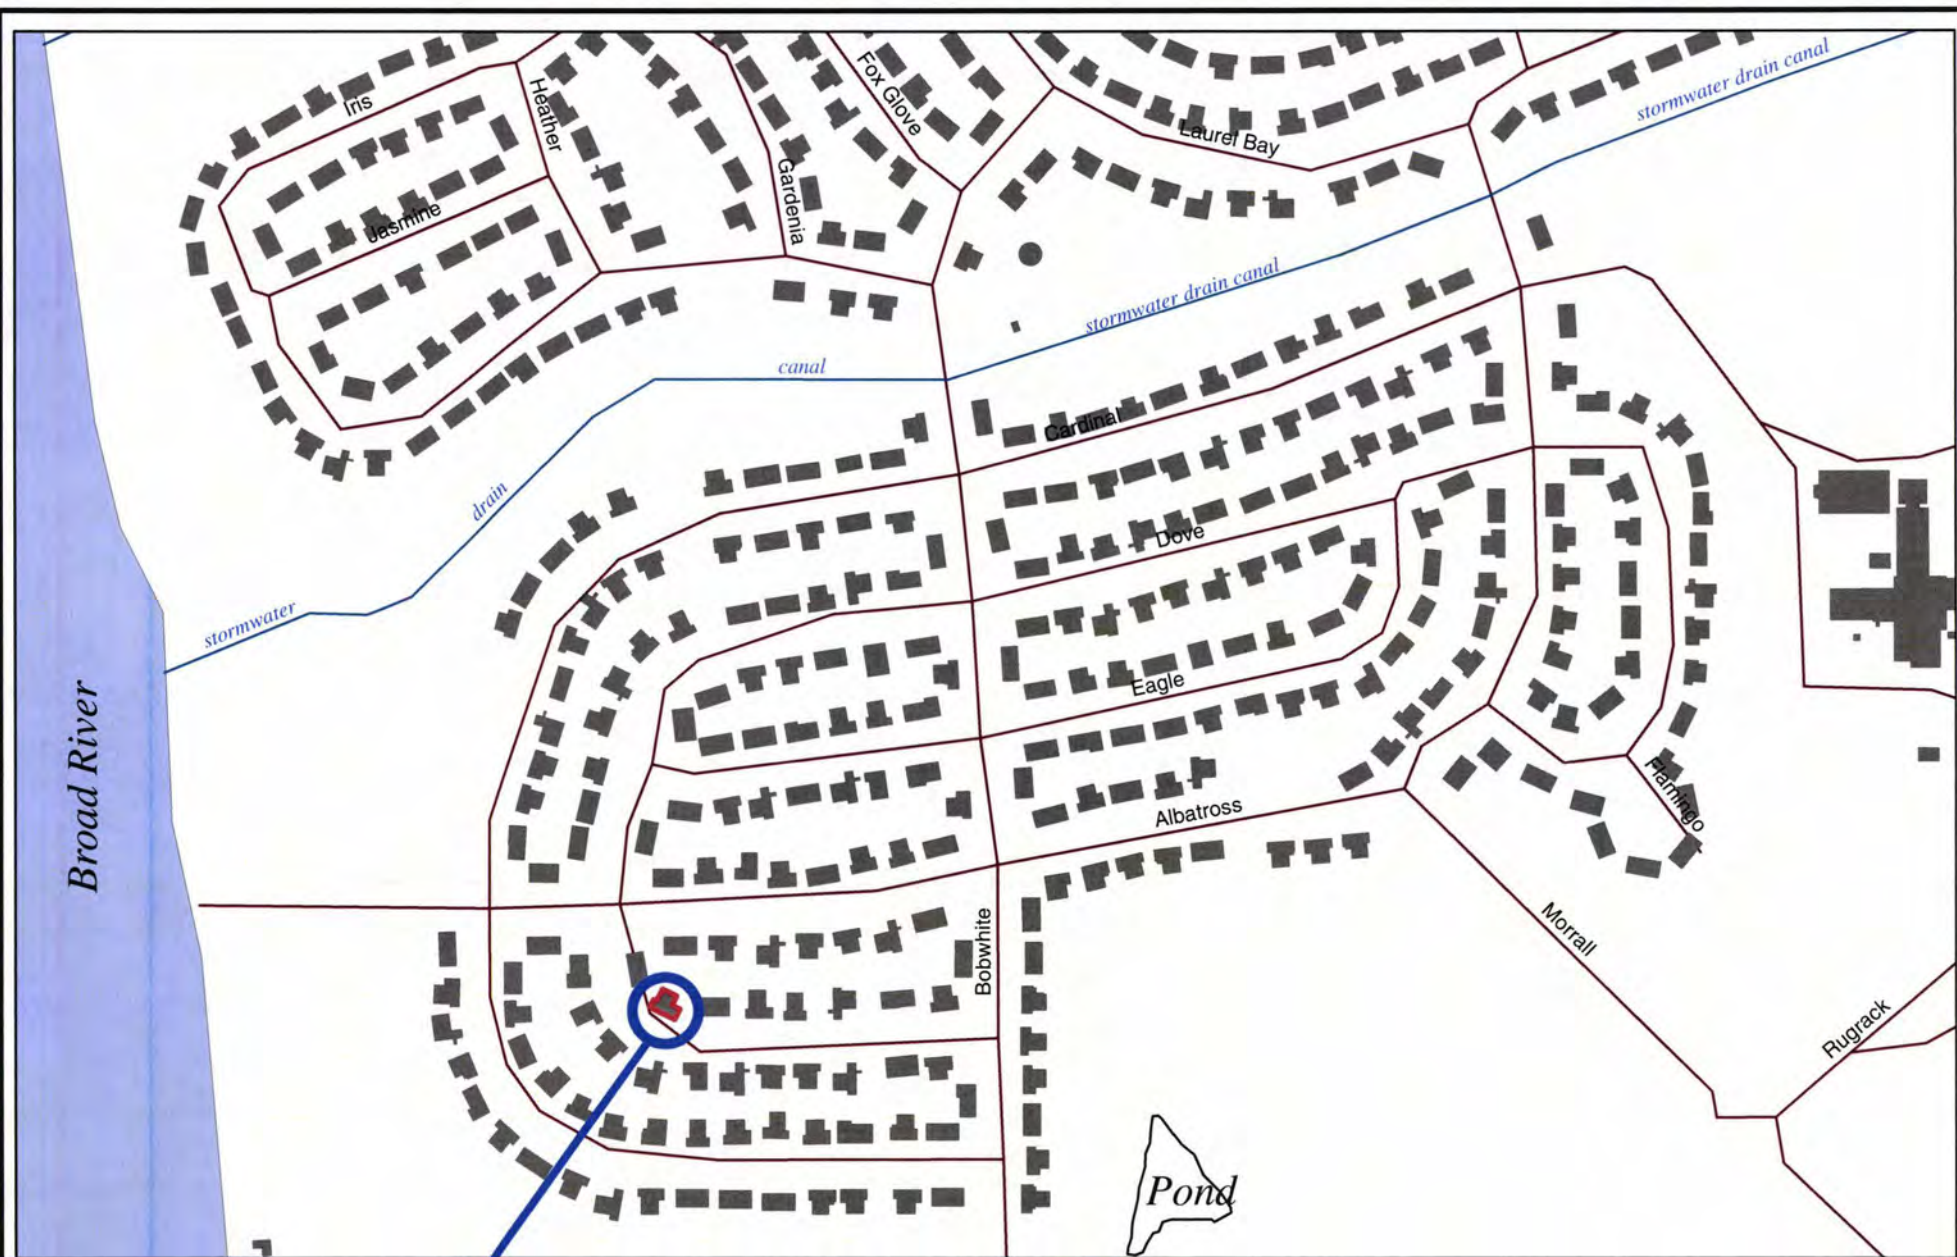 stormwater drain canal
Fox Glove
Iris
Heather
Laurel Bay
Gardenia
Jasmine
stormwater drain canal
canal
Cardinal
drain
Dove
stormwater
Eagle
Broad River
Flamingo
Albatross
Morrall
Bobwhite
Rugrack
Pond